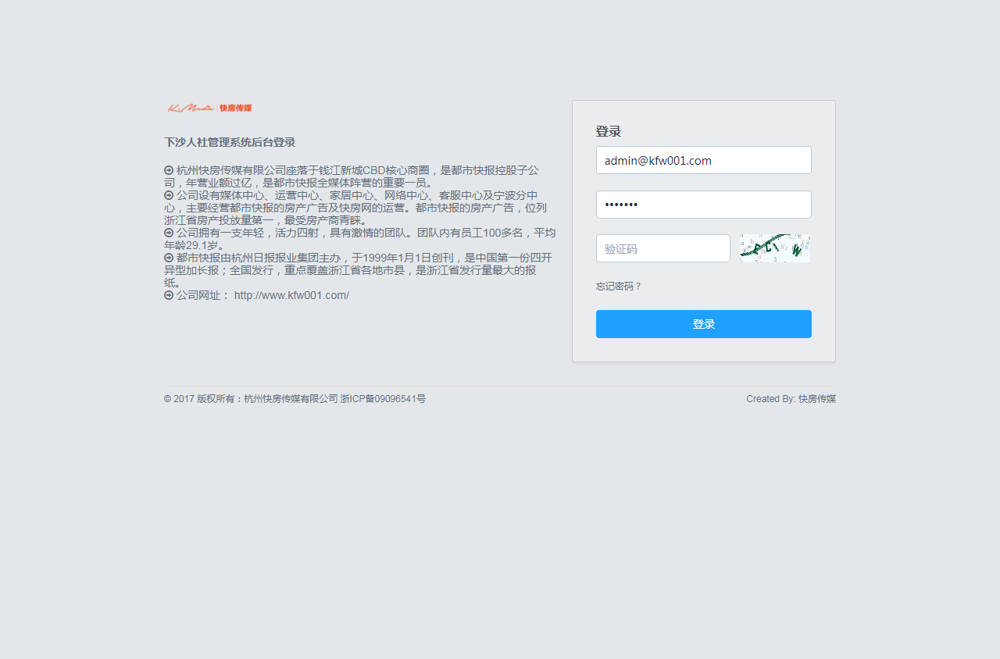 快房传媒
下沙人社管理系统后台登录
杭州快房传媒有限公司座落于钱江新城CBD核心商圈，是都市快报控股子公
司，年营业额过亿，是都市快报全媒体阵营的重要一员。
公司设有媒体中心、运营中心、家居中心、网络中心、客服中心及宁波分中
心，主要经营都市快报的房产广告及快房网的运营。都市快报的房产广告，位列
浙江省房产投放量第一，最受房产商青睐。
公司拥有一支年轻，活力四射，具有激情的团队。团队内有员工100多名，平均
年龄29.1岁。
都市快报由杭州日报报业集团主办，于1999年1月1日创刊，是中国第一份四开
异型加长报；全国发行，重点覆盖浙江省各地市县，是浙江省发行量最大的报
纸。
公司网址： http://www.kfw001.com/
登录
admin@kfw001.com
•••••••
验证码
忘记密码？
登录
© 2017 版权所有：杭州快房传媒有限公司 浙ICP备09096541号
Created By: 快房传媒